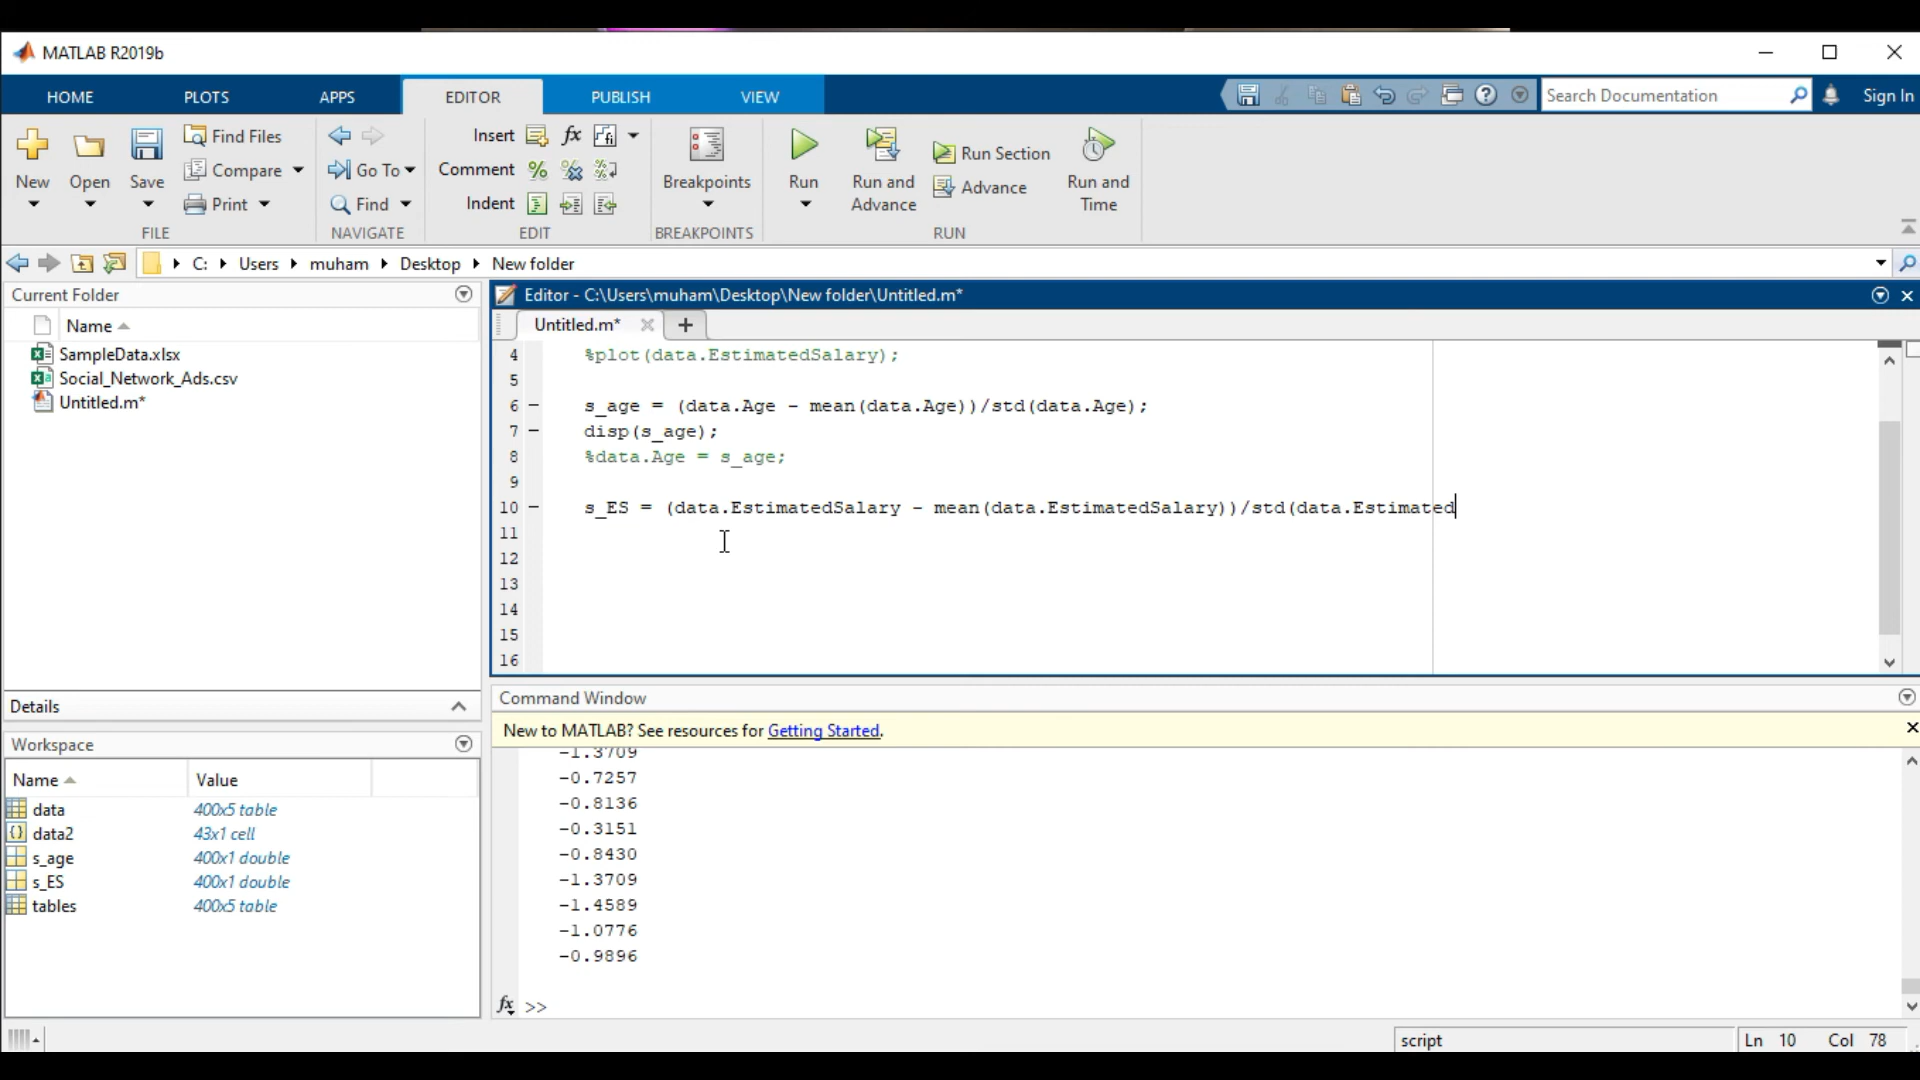 MATLAB R2019b
HOME PLOTS APPS EDITOR PUBLISH VIEW Search Documentation Sign In
New Open Save Find Files Compare Print
FILE
Go To Find
NAVIGATE
Insert fx
Comment
Indent
EDIT
Breakpoints
BREAKPOINTS
Run Run and Advance Run Section Advance Run and Time
RUN
C: Users muham Desktop New folder
Current Folder
Name
SampleData.xlsx
Social_Network_Ads.csv
Untitled.m*
Details
Workspace
Name Value
data 400x5 table
data2 43x1 cell
s_age 400x1 double
s_ES 400x1 double
tables 400x5 table
Editor - C:\Users\muham\Desktop\New folder\Untitled.m*
Untitled.m*
4 %plot(data.EstimatedSalary);
5
6 - s_age = (data.Age - mean(data.Age))/std(data.Age);
7 - disp(s_age);
8 %data.Age = s_age;
9
10 - s_ES = (data.EstimatedSalary - mean(data.EstimatedSalary))/std(data.Estimated
11
12
13
14
15
16
Command Window
New to MATLAB? See resources for Getting Started.
-1.3709
-0.7257
-0.8136
-0.3151
-0.8430
-1.3709
-1.4589
-1.0776
-0.9896
fx >>
script Ln 10 Col 78